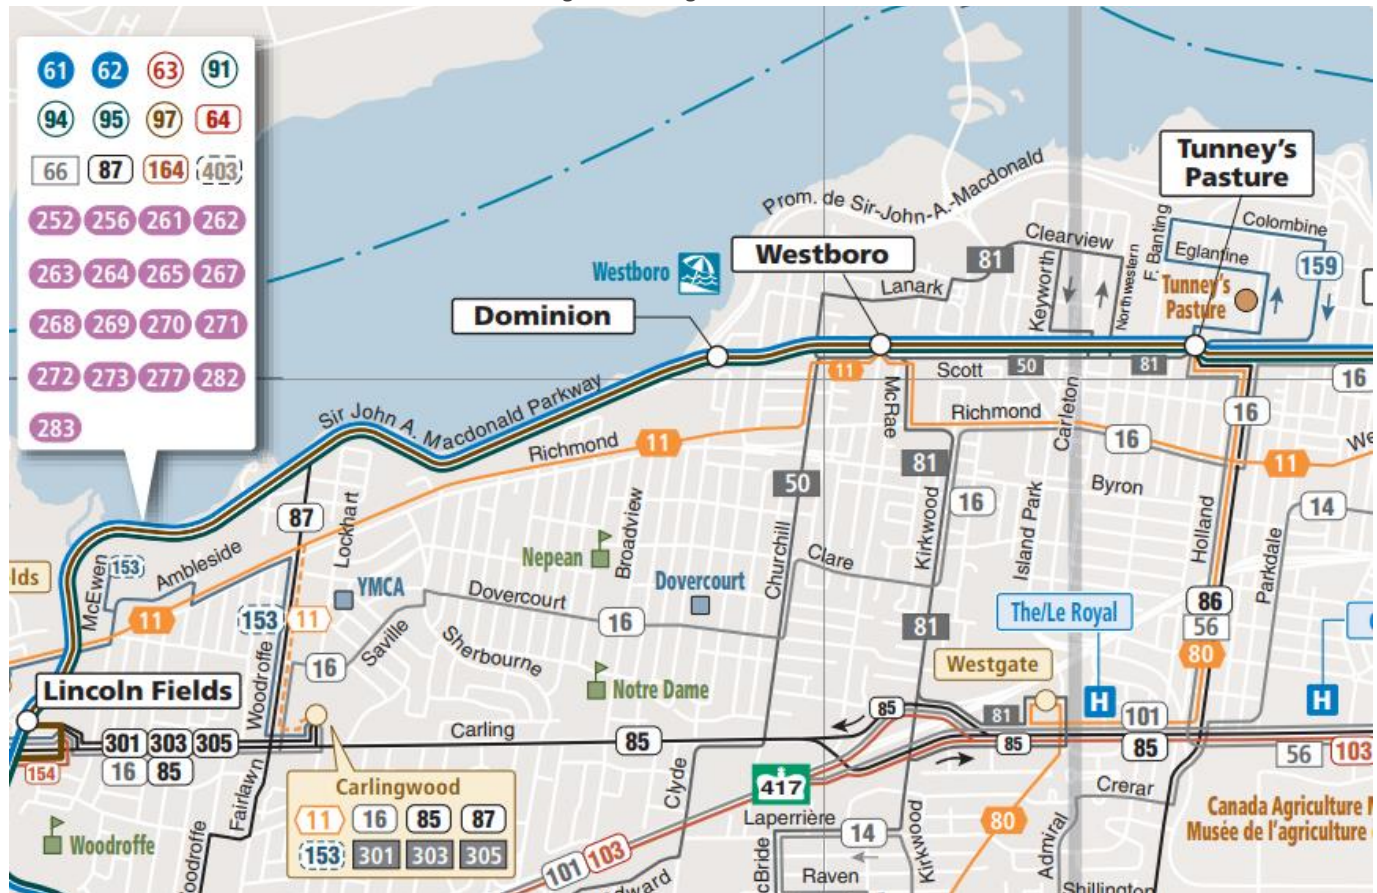 61 62 63 91
94 95 97 64
66 87 164 403
252 256 261 262
263 264 265 267
268 269 270 271
272 273 277 282
283
Tunney's
Pasture
Prom. de Sir-John-A.-Macdonald
Colombine
Clearview
F. Banting
Eglantine
Westboro
81
Keyworth
Northwestern
159
Westboro
Lanark
Tunney's
Pasture
Dominion
11
Scott
50
81
16
Sir John A. Macdonald Parkway
McRae
Carleton
Richmond
16
Richmond
11
16
11
81
50
16
Byron
14
87
Lockhart
Broadview
Churchill
Kirkwood
Island Park
Holland
Parkdale
153
Ambleside
McEwen
Nepean
Clare
YMCA
Dovercourt
Dovercourt
86
56
80
11
153
11
16
81
The/Le Royal
H
H
16
Saville
Sherbourne
Woodroffe
Notre Dame
Westgate
Lincoln Fields
Carling
85
81
101
301 303 305
85
85
85
16 85
154
56
103
Fairlawn
Clyde
417
Carlingwood
11 16 85 87
153 301 303 305
Crerar
Laperrière
14
80
Kirkwood
Admiral
Canada Agriculture
Musée de l'agriculture
Woodroffe
101 103
Raven
Shillington